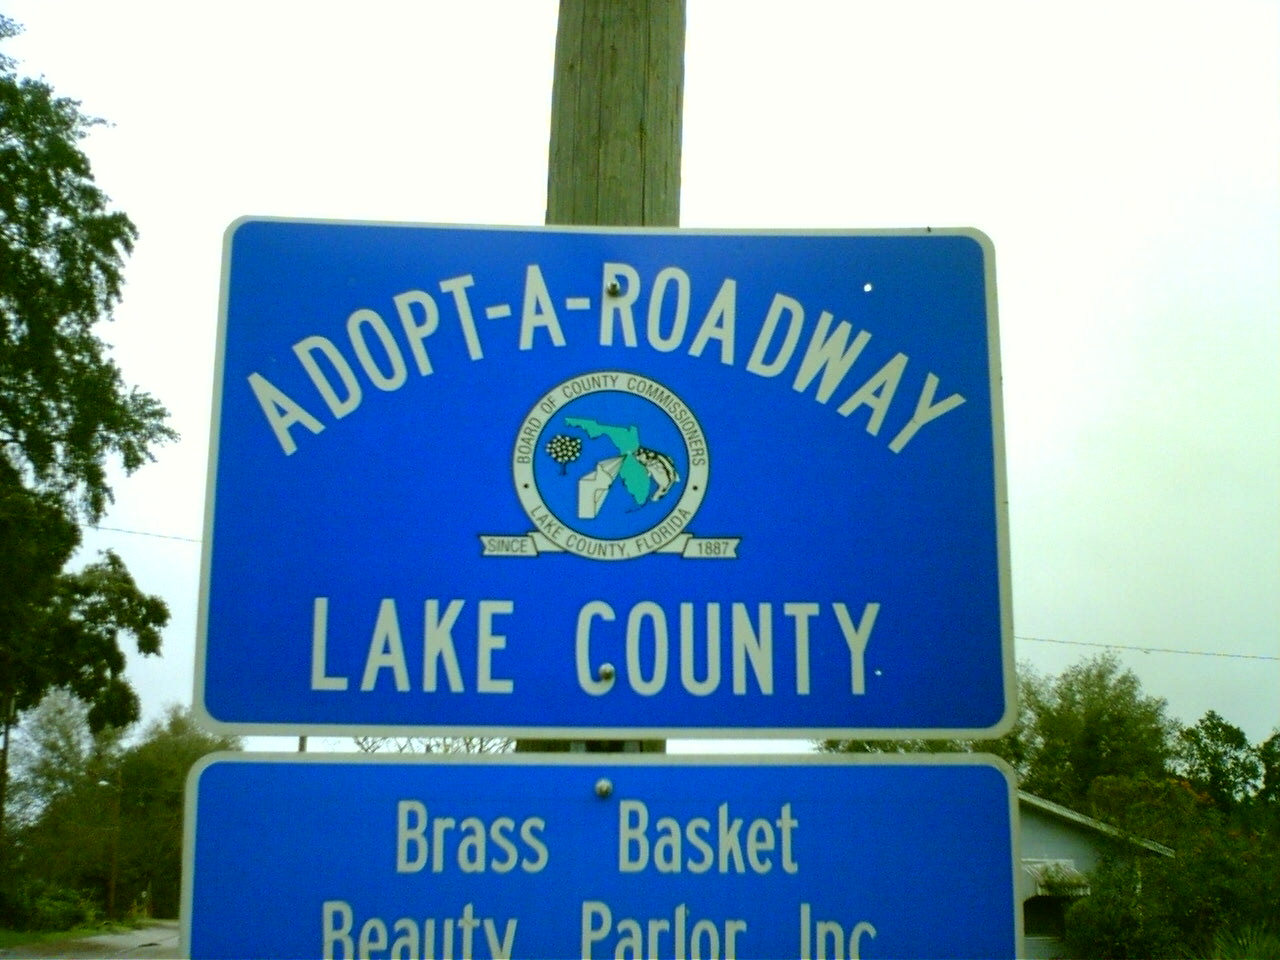 ADOPT-A-ROADWAY
BOARD OF COUNTY COMMISSIONERS
LAKE COUNTY, FLORIDA
SINCE 1887
LAKE COUNTY
Brass Basket
Beauty Parlor Inc